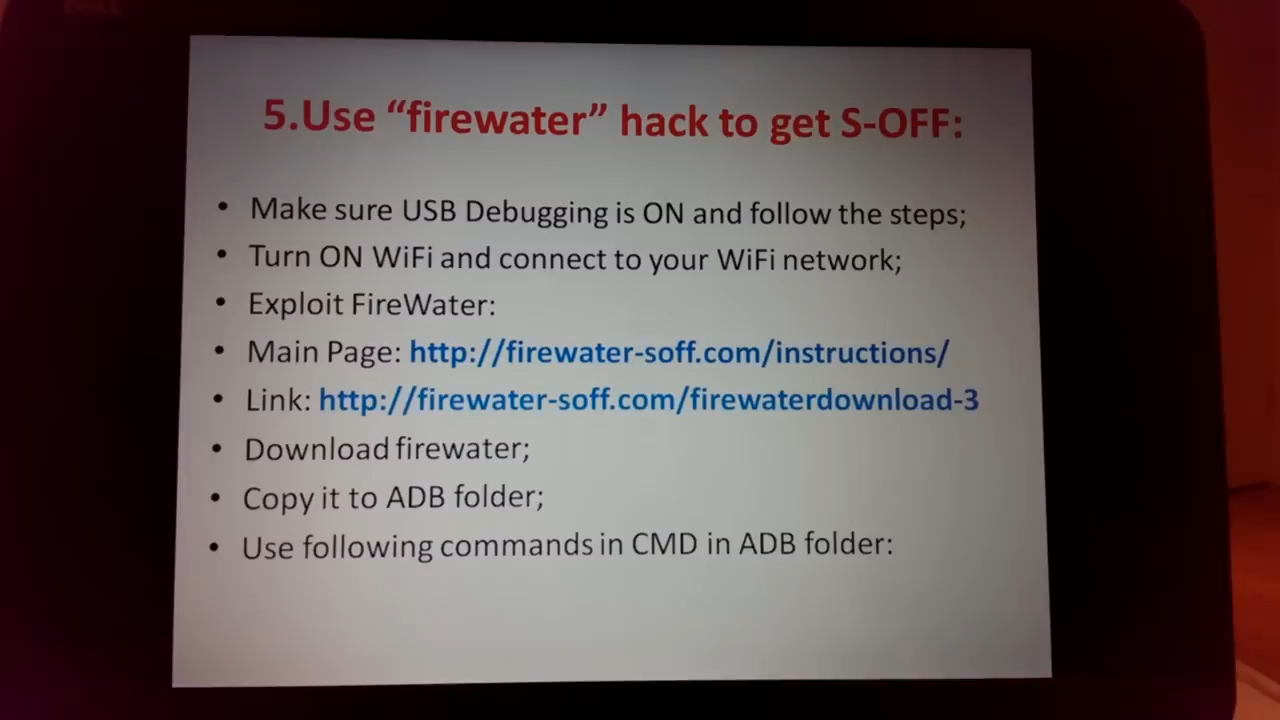 5.Use “firewater” hack to get S-OFF:
• Make sure USB Debugging is ON and follow the steps;
• Turn ON WiFi and connect to your WiFi network;
• Exploit FireWater:
• Main Page: http://firewater-soff.com/instructions/
• Link: http://firewater-soff.com/firewaterdownload-3
• Download firewater;
• Copy it to ADB folder;
• Use following commands in CMD in ADB folder: